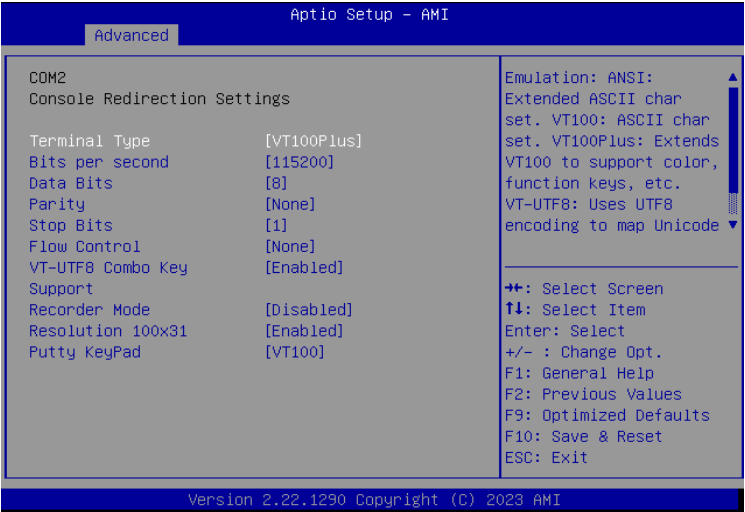 Aptio Setup – AMI
Advanced
COM2
Console Redirection Settings
Terminal Type [VT100Plus]
Bits per second [115200]
Data Bits [8]
Parity [None]
Stop Bits [1]
Flow Control [None]
VT-UTF8 Combo Key [Enabled]
Support
Recorder Mode [Disabled]
Resolution 100x31 [Enabled]
Putty KeyPad [VT100]
Emulation: ANSI:
Extended ASCII char
set. VT100: ASCII char
set. VT100Plus: Extends
VT100 to support color,
function keys, etc.
VT-UTF8: Uses UTF8
encoding to map Unicode
→←: Select Screen
↑↓: Select Item
Enter: Select
+/- : Change Opt.
F1: General Help
F2: Previous Values
F9: Optimized Defaults
F10: Save & Reset
ESC: Exit
Version 2.22.1290 Copyright (C) 2023 AMI